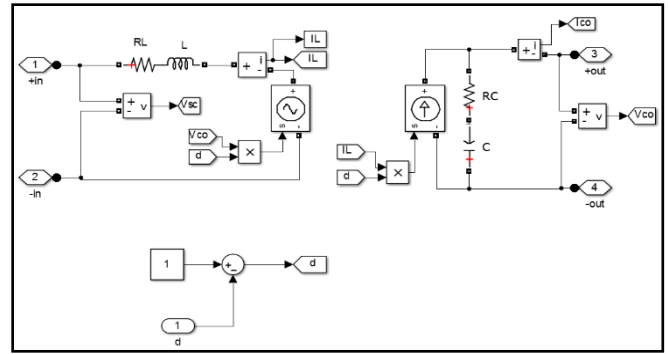 RL
L
1
+in
+
-
i
IL
IL
+
-
v
Vsc
Vco
d
×
s
2
-in
Ico
+
-
i
3
+out
RC
C
+
-
v
Vco
IL
d
×
s
4
-out
1
+
-
d
1
d